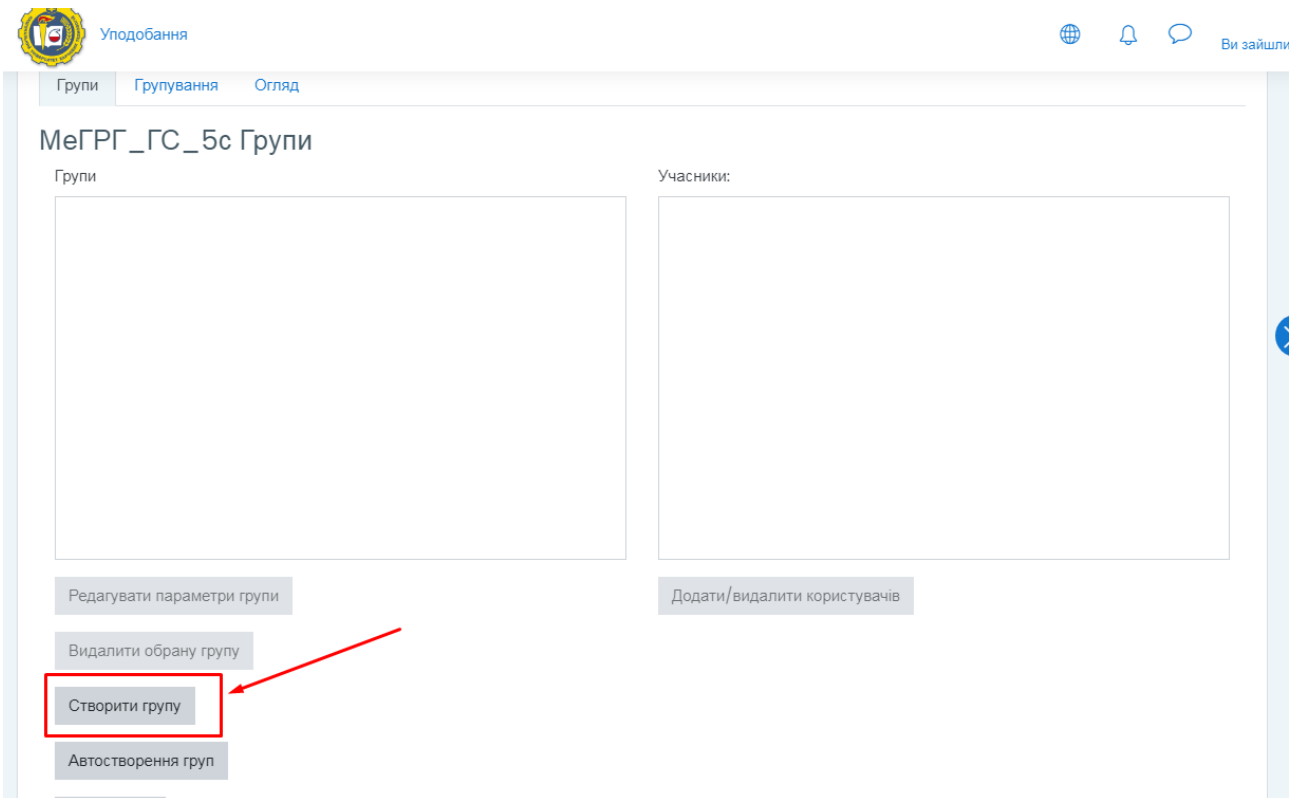 Уподобання
Ви зайшли
Групи Групування Огляд
МеГРГ_ГС_5с Групи
Групи
Учасники:
Редагувати параметри групи
Додати/видалити користувачів
Видалити обрану групу
Створити групу
Автостворення груп